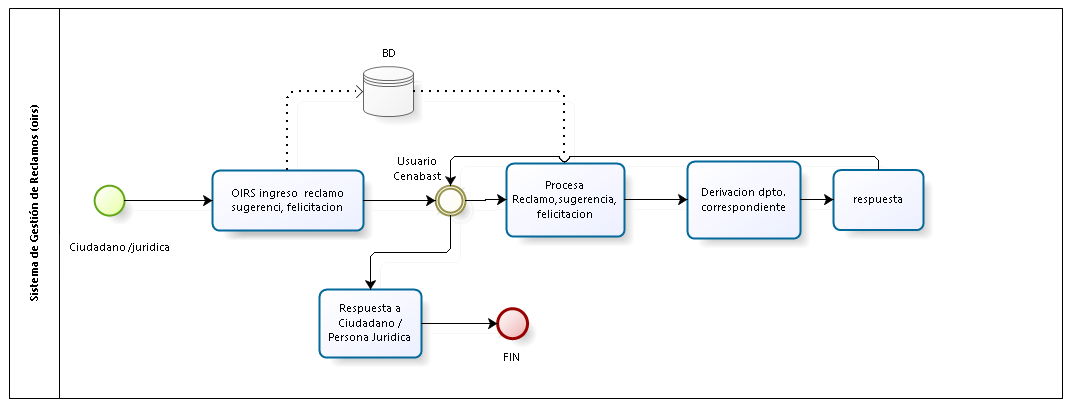 Sistema de Gestión de Reclamos (oirs)
BD
Usuario
Cenabast
OIRS ingreso reclamo
sugerenci, felicitacion
Procesa
Reclamo,sugerencia,
felicitacion
Derivacion dpto.
correspondiente
respuesta
Ciudadano /juridica
Respuesta a
Ciudadano /
Persona Juridica
FIN